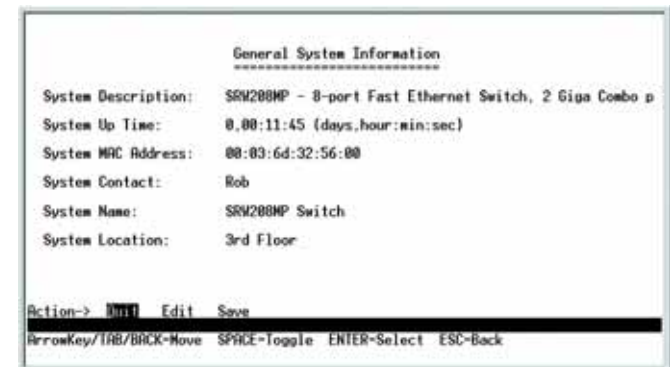 General System Information
==========================
System Description: SRW208MP - 8-port Fast Ethernet Switch, 2 Giga Combo p
System Up Time: 0,00:11:45 (days,hour:min:sec)
System MAC Address: 00:03:6d:32:56:00
System Contact: Rob
System Name: SRW208MP Switch
System Location: 3rd Floor
Action-> Quit Edit Save
ArrowKey/TAB/BACK=Move SPACE=Toggle ENTER=Select ESC=Back